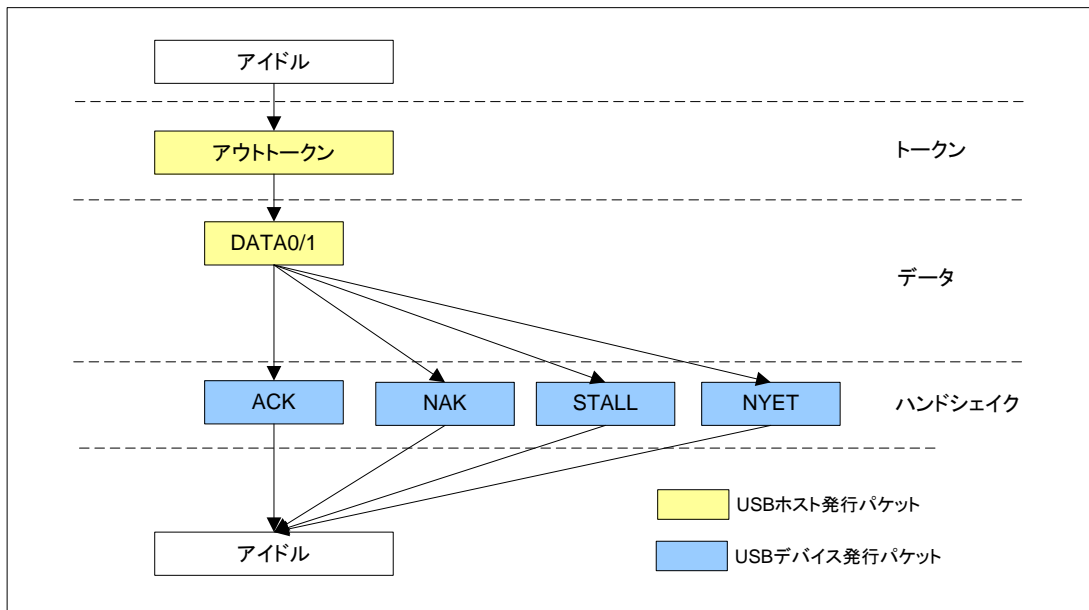 アイドル
アウトトークン
トークン
DATA0/1
データ
ACK
NAK
STALL
NYET
ハンドシェイク
USBホスト発行パケット
アイドル
USBデバイス発行パケット